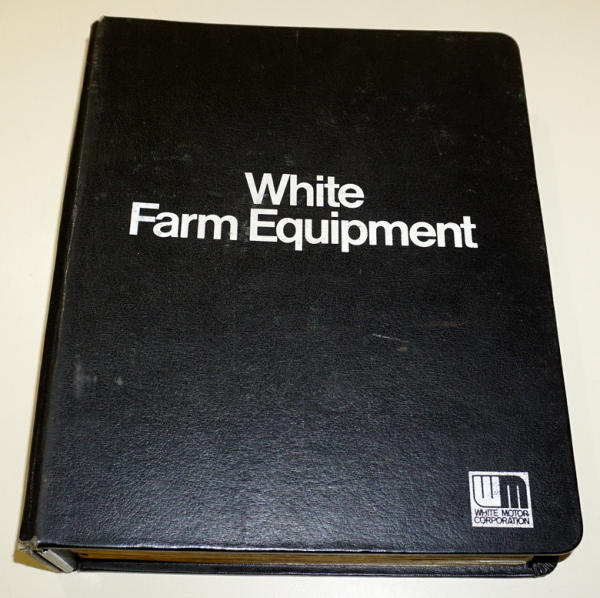 White
Farm Equipment
WM
WHITE MOTOR
CORPORATION